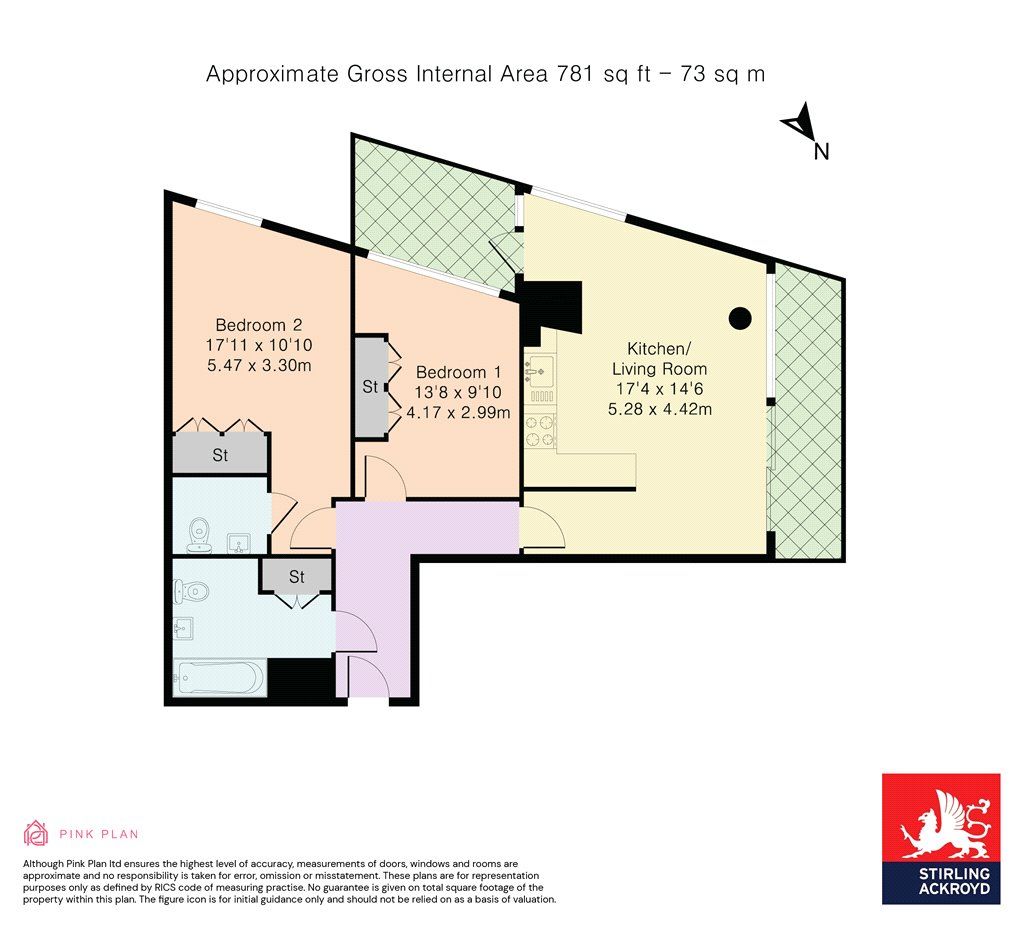 Approximate Gross Internal Area 781 sq ft – 73 sq m
N
Bedroom 2
17'11 x 10'10
5.47 x 3.30m
Kitchen/
Living Room
17'4 x 14'6
5.28 x 4.42m
St
Bedroom 1
13'8 x 9'10
4.17 x 2.99m
St
St
PINK PLAN
Although Pink Plan ltd ensures the highest level of accuracy, measurements of doors, windows and rooms are
approximate and no responsibility is taken for error, omission or misstatement. These plans are for representation
purposes only as defined by RICS code of measuring practise. No guarantee is given on total square footage of the
property within this plan. The figure icon is for initial guidance only and should not be relied on as a basis of valuation.
STIRLING
ACKROYD